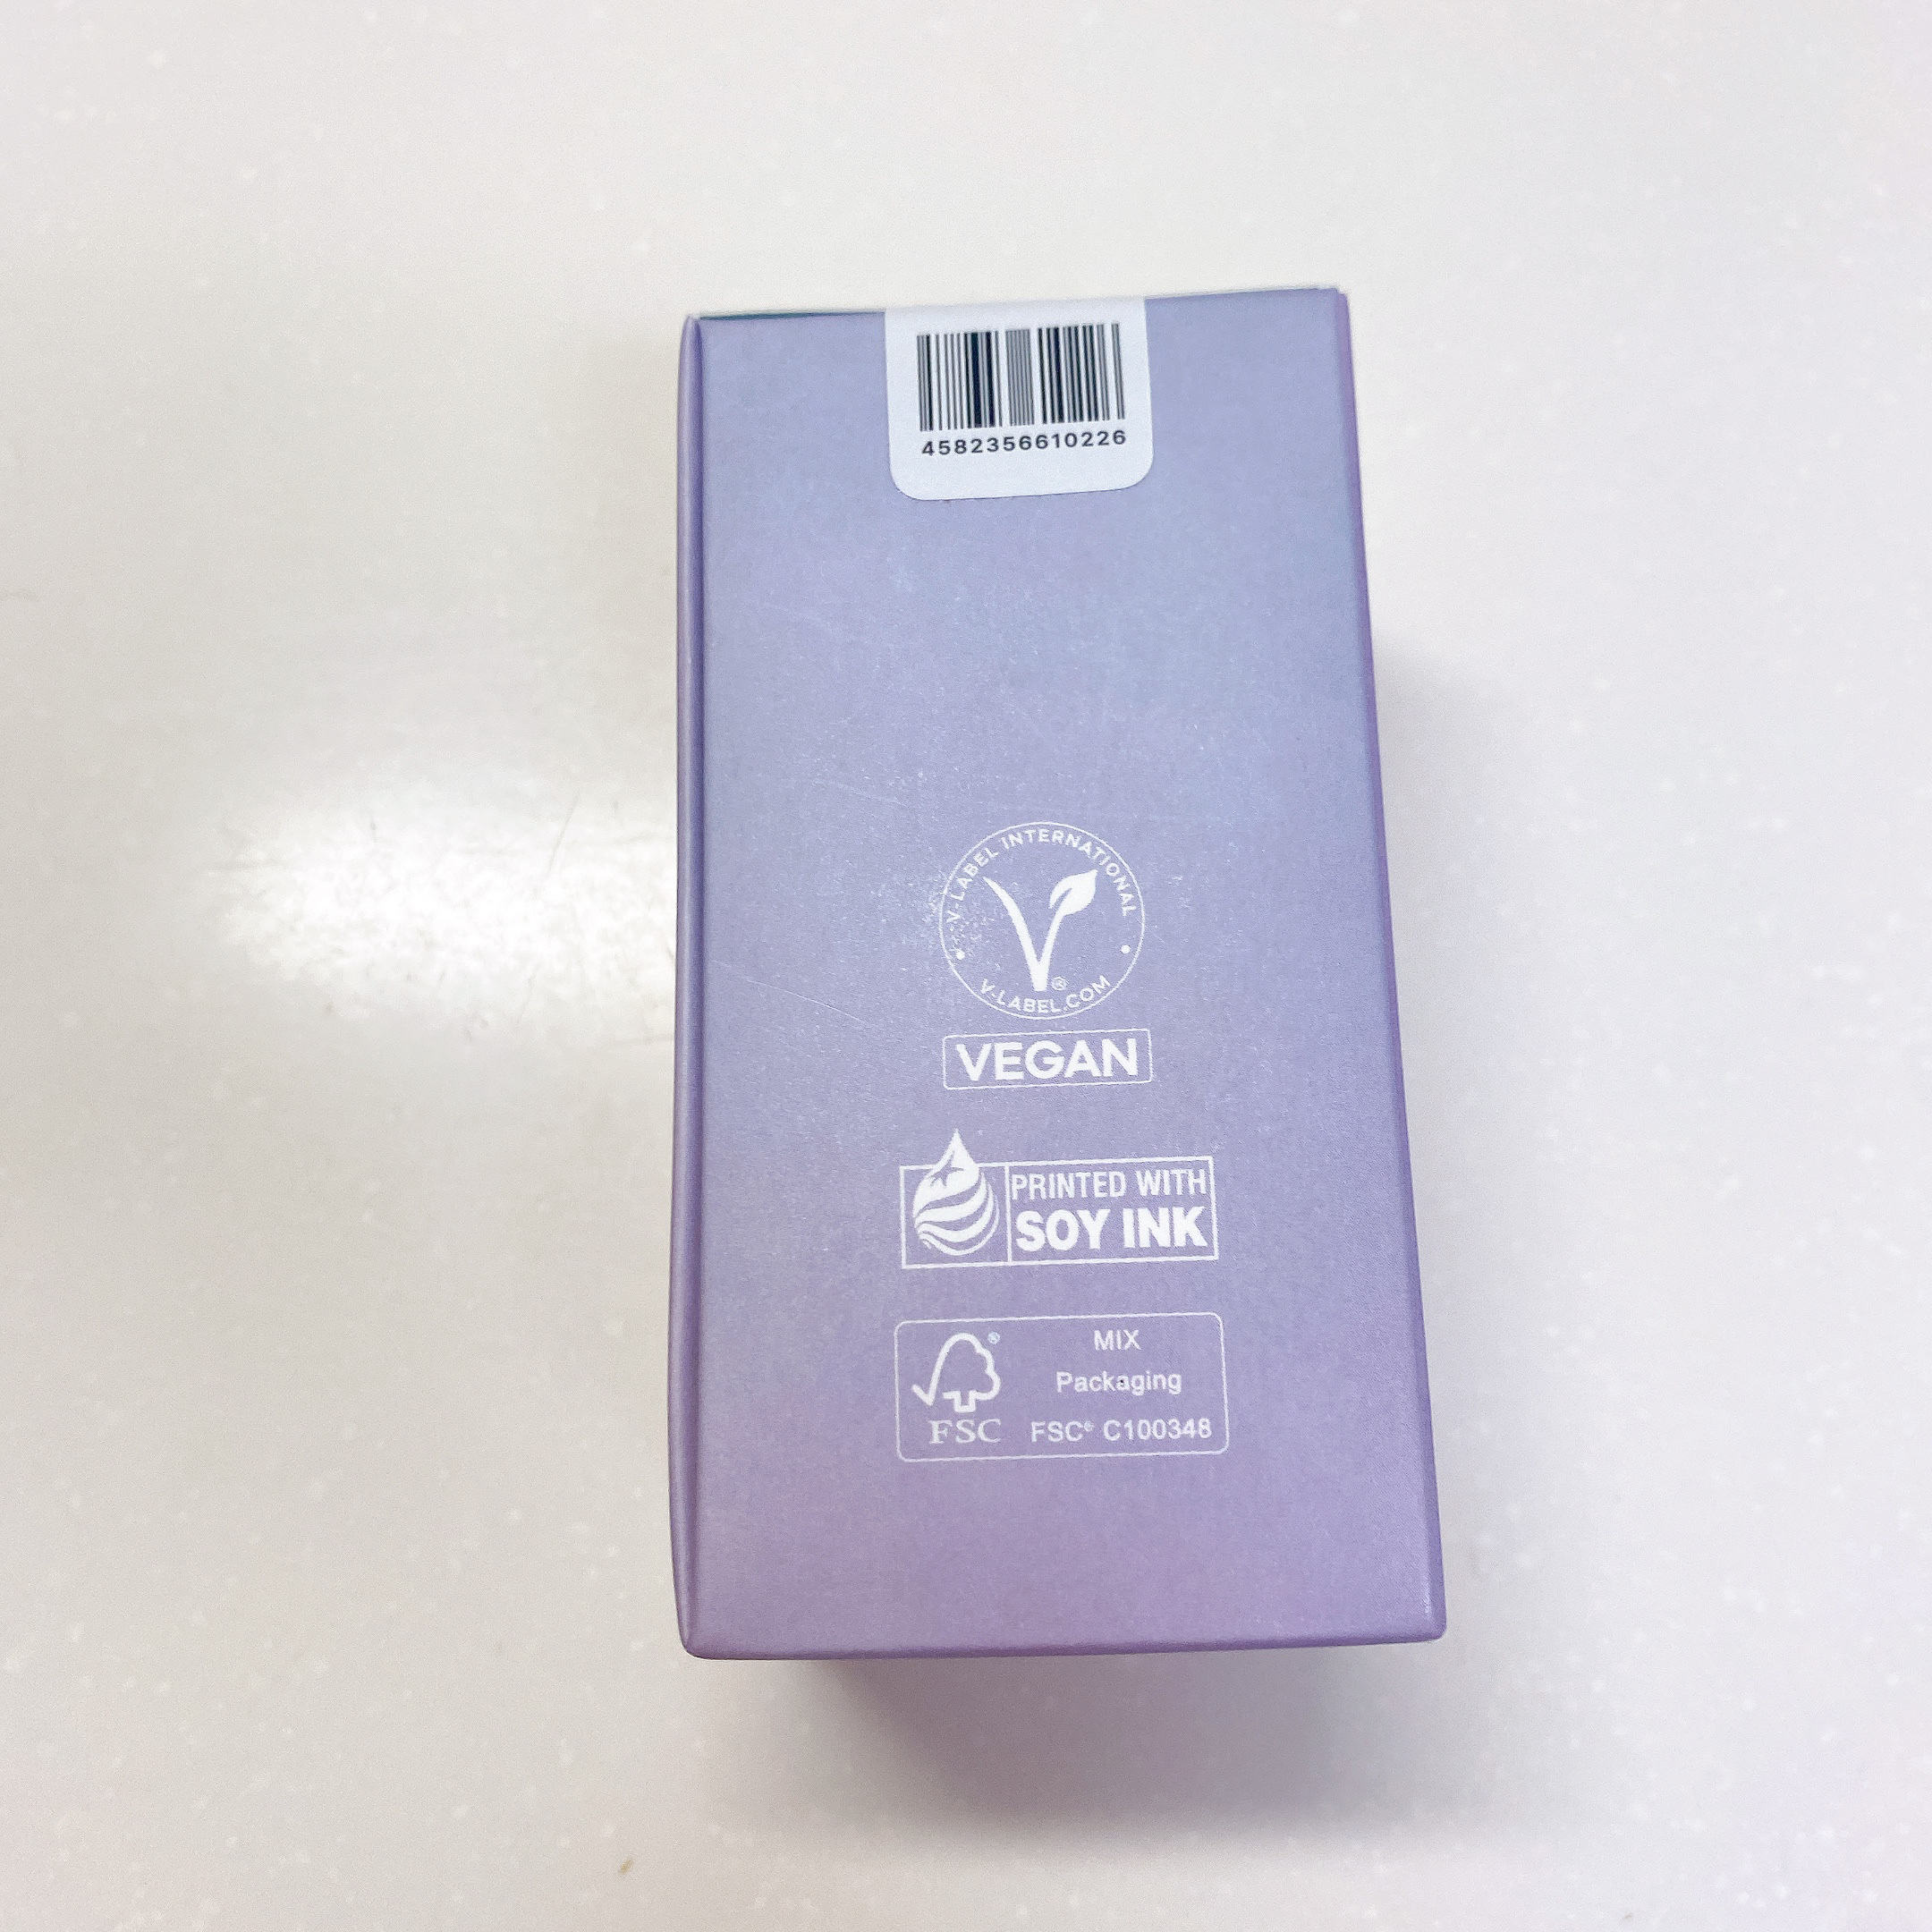 4582356610226
V-LABEL INTERNATIONAL
®
V-LABEL.COM
VEGAN
PRINTED WITH
SOY INK
®
FSC
MIX
Packaging
FSC® C100348